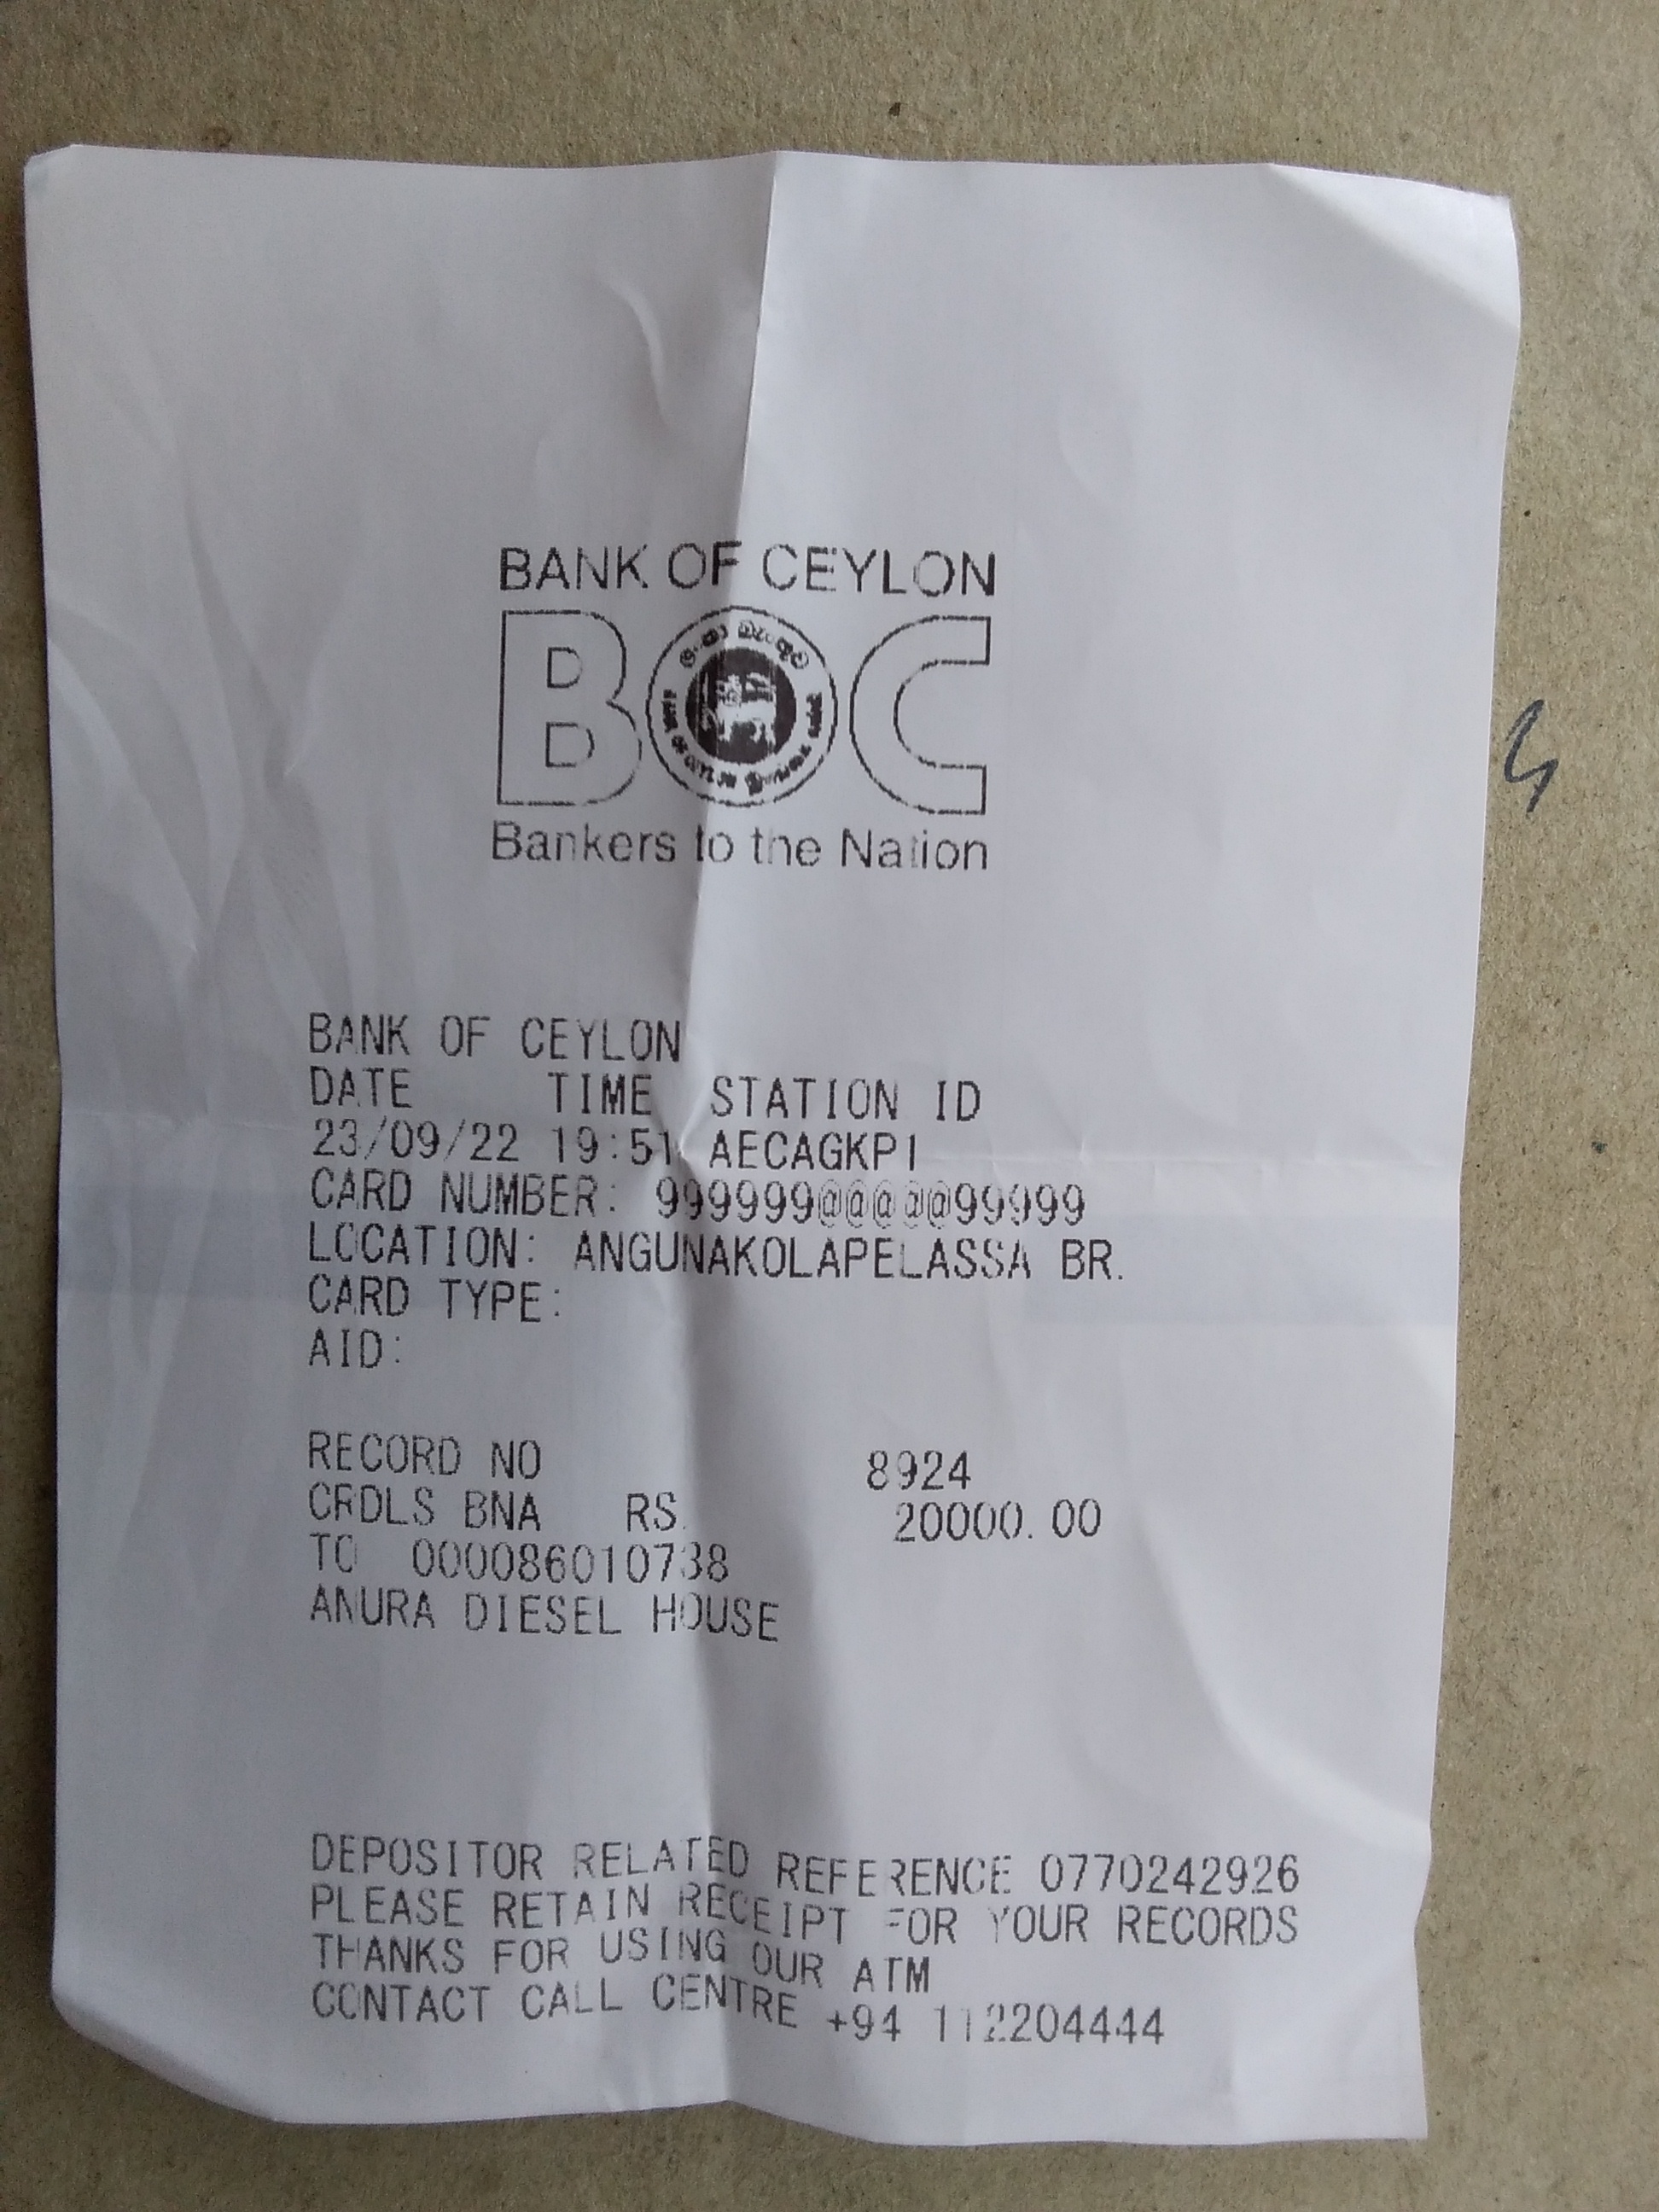 BANK OF CEYLON
BOC
Bankers to the Nation
BANK OF CEYLON
DATE TIME STATION ID
23/09/22 19:51 AECAGKP1
CARD NUMBER: 999999@@@@@99999
LOCATION: ANGUNAKOLAPELASSA BR.
CARD TYPE:
AID:
RECORD NO 8924
CRDLS BNA RS. 20000.00
TO 000086010738
ANURA DIESEL HOUSE
DEPOSITOR RELATED REFERENCE 0770242926
PLEASE RETAIN RECEIPT FOR YOUR RECORDS
THANKS FOR USING OUR ATM
CONTACT CALL CENTRE +94 112204444